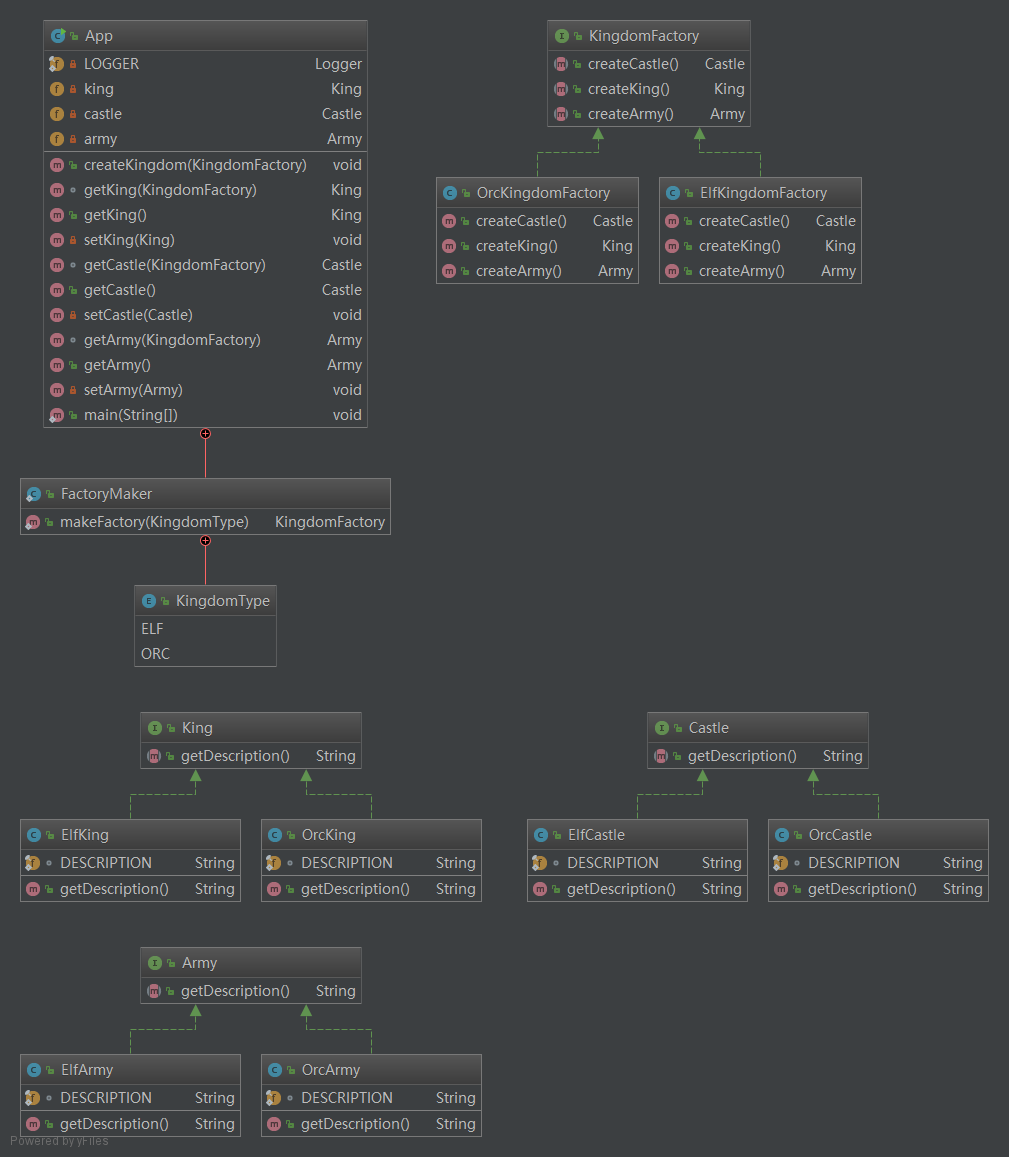 App
LOGGER Logger
king King
castle Castle
army Army
createKingdom(KingdomFactory) void
getKing(KingdomFactory) King
getKing() King
setKing(King) void
getCastle(KingdomFactory) Castle
getCastle() Castle
setCastle(Castle) void
getArmy(KingdomFactory) Army
getArmy() Army
setArmy(Army) void
main(String[]) void
KingdomFactory
createCastle() Castle
createKing() King
createArmy() Army
OrcKingdomFactory
createCastle() Castle
createKing() King
createArmy() Army
ElfKingdomFactory
createCastle() Castle
createKing() King
createArmy() Army
FactoryMaker
makeFactory(KingdomType) KingdomFactory
KingdomType
ELF
ORC
King
getDescription() String
ElfKing
DESCRIPTION String
getDescription() String
OrcKing
DESCRIPTION String
getDescription() String
Castle
getDescription() String
ElfCastle
DESCRIPTION String
getDescription() String
OrcCastle
DESCRIPTION String
getDescription() String
Army
getDescription() String
ElfArmy
DESCRIPTION String
getDescription() String
OrcArmy
DESCRIPTION String
getDescription() String
Powered by yFiles